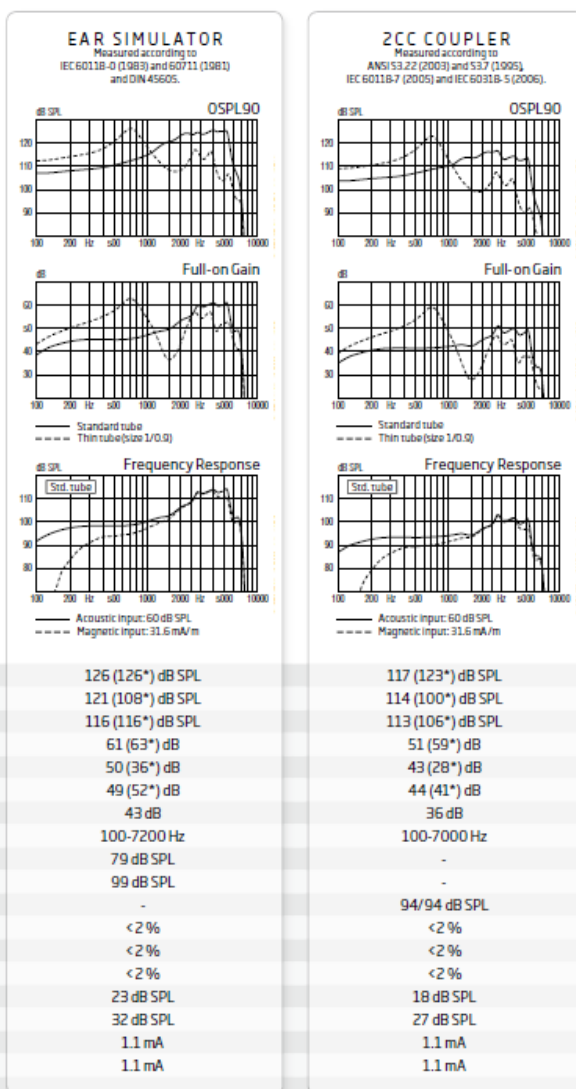 EAR SIMULATOR
Measured according to
IEC 60118-0 (1983) and 60711 (1981)
and DIN 45605.
dB SPL
OSPL90
120
110
100
90
100 200 Hz 500 1000 2000 Hz 5000 10000
dB
Full-on Gain
60
50
40
30
100 200 Hz 500 1000 2000 Hz 5000 10000
Standard tube
Thin tube (size 1/0.9)
dB SPL
Frequency Response
Std. tube
110
100
90
80
100 200 Hz 500 1000 2000 Hz 5000 10000
Acoustic input: 60 dB SPL
Magnetic input: 31.6 mA/m
126 (126*) dB SPL
121 (108*) dB SPL
116 (116*) dB SPL
61 (63*) dB
50 (36*) dB
49 (52*) dB
43 dB
100-7200 Hz
79 dB SPL
99 dB SPL
-
<2 %
<2 %
<2 %
23 dB SPL
32 dB SPL
1.1 mA
1.1 mA
2CC COUPLER
Measured according to
ANSI S3.22 (2003) and S3.7 (1995),
IEC 60118-7 (2005) and IEC 60318-5 (2006).
dB SPL
OSPL90
120
110
100
90
100 200 Hz 500 1000 2000 Hz 5000 10000
dB
Full-on Gain
60
50
40
30
100 200 Hz 500 1000 2000 Hz 5000 10000
Standard tube
Thin tube (size 1/0.9)
dB SPL
Frequency Response
Std. tube
110
100
90
80
100 200 Hz 500 1000 2000 Hz 5000 10000
Acoustic input: 60 dB SPL
Magnetic input: 31.6 mA/m
117 (123*) dB SPL
114 (100*) dB SPL
113 (106*) dB SPL
51 (59*) dB
43 (28*) dB
44 (41*) dB
36 dB
100-7000 Hz
-
-
94/94 dB SPL
<2 %
<2 %
<2 %
18 dB SPL
27 dB SPL
1.1 mA
1.1 mA